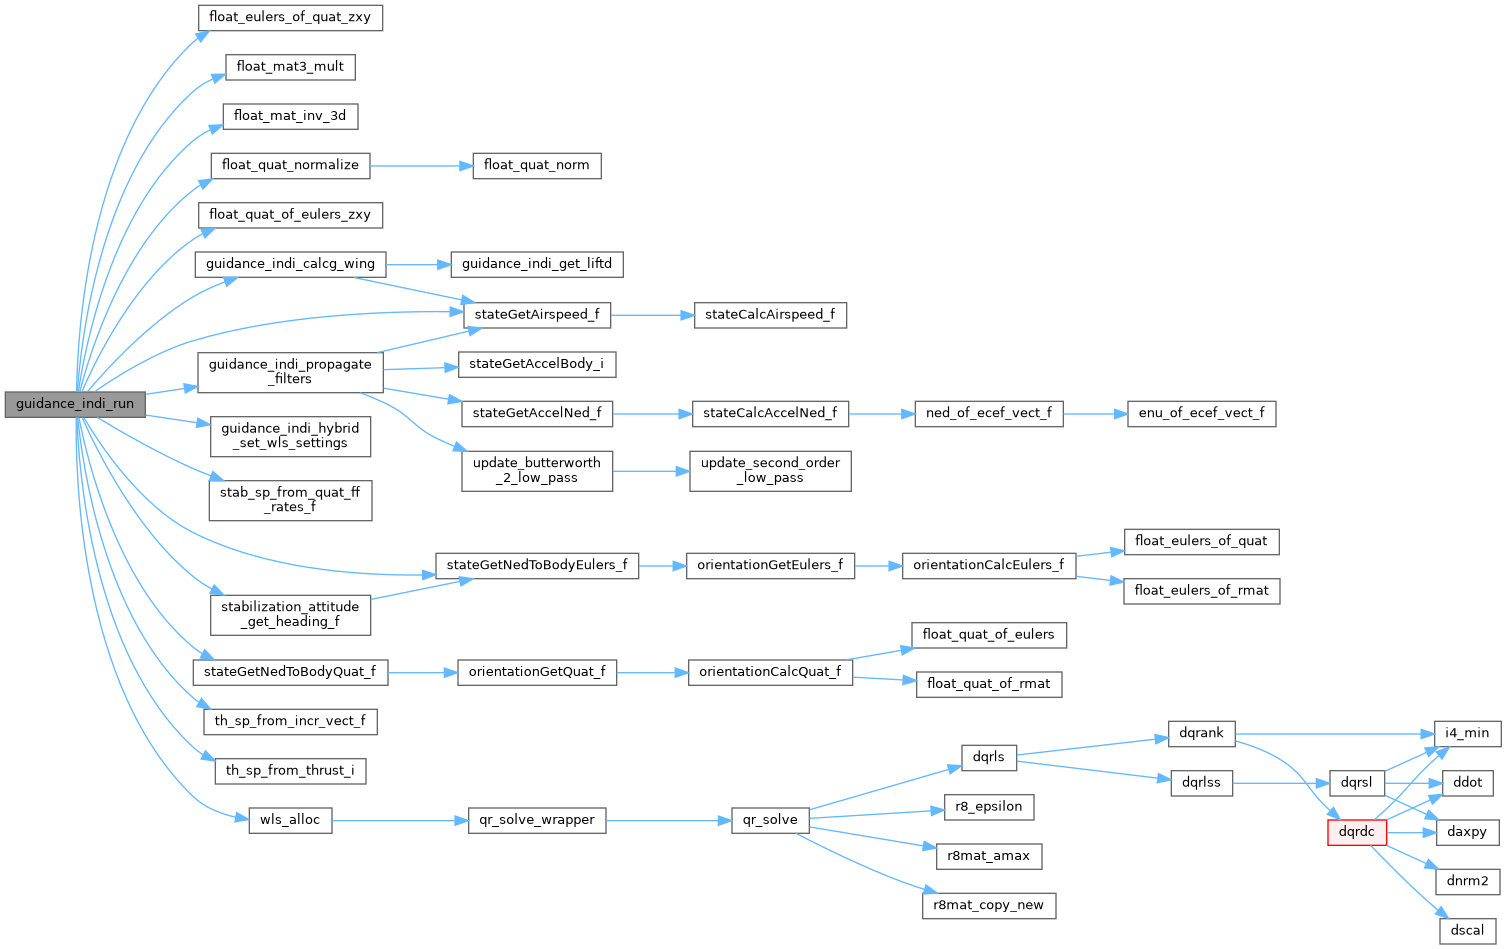 float_eulers_of_quat_zxy
float_mat3_mult
float_mat_inv_3d
float_quat_normalize
float_quat_norm
float_quat_of_eulers_zxy
guidance_indi_calcg_wing
guidance_indi_get_liftd
stateGetAirspeed_f
stateCalcAirspeed_f
guidance_indi_propagate
_filters
stateGetAccelBody_i
guidance_indi_run
stateGetAccelNed_f
stateCalcAccelNed_f
ned_of_ecef_vect_f
enu_of_ecef_vect_f
guidance_indi_hybrid
_set_wls_settings
update_butterworth
_2_low_pass
update_second_order
_low_pass
stab_sp_from_quat_ff
_rates_f
stateGetNedToBodyEulers_f
orientationGetEulers_f
orientationCalcEulers_f
float_eulers_of_quat
float_eulers_of_rmat
stabilization_attitude
_get_heading_f
stateGetNedToBodyQuat_f
orientationGetQuat_f
orientationCalcQuat_f
float_quat_of_eulers
float_quat_of_rmat
th_sp_from_incr_vect_f
th_sp_from_thrust_i
wls_alloc
qr_solve_wrapper
qr_solve
dqrls
r8_epsilon
r8mat_amax
r8mat_copy_new
dqrank
dqrlss
dqrsl
dqrdc
i4_min
ddot
daxpy
dnrm2
dscal